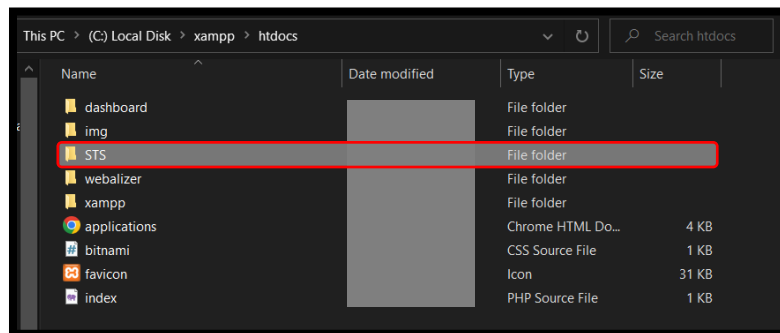 This PC > (C:) Local Disk > xampp > htdocs Search htdocs
Name Date modified Type Size
dashboard File folder
img File folder
STS File folder
webalizer File folder
xampp File folder
applications Chrome HTML Do... 4 KB
bitnami CSS Source File 1 KB
favicon Icon 31 KB
index PHP Source File 1 KB